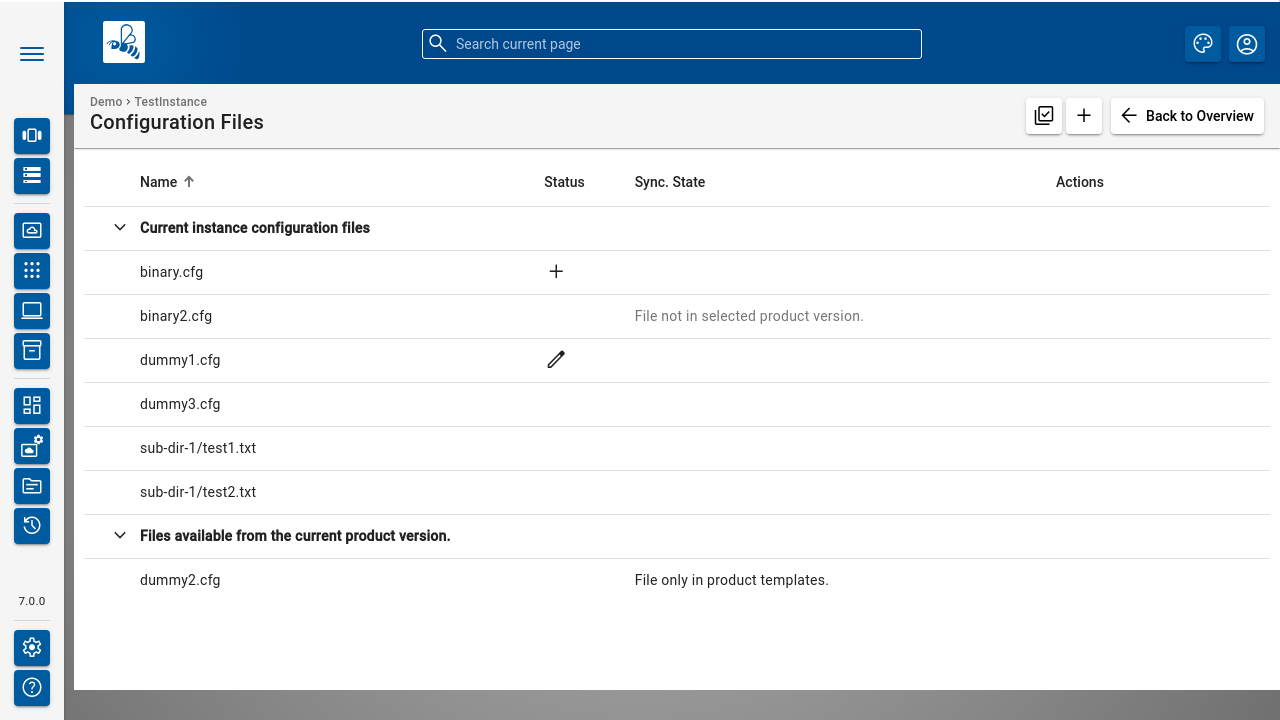 Search current page
Demo › TestInstance
Configuration Files
Back to Overview
Name Status Sync. State Actions
Current instance configuration files
binary.cfg
binary2.cfg File not in selected product version.
dummy1.cfg
dummy3.cfg
sub-dir-1/test1.txt
sub-dir-1/test2.txt
Files available from the current product version.
dummy2.cfg File only in product templates.
7.0.0